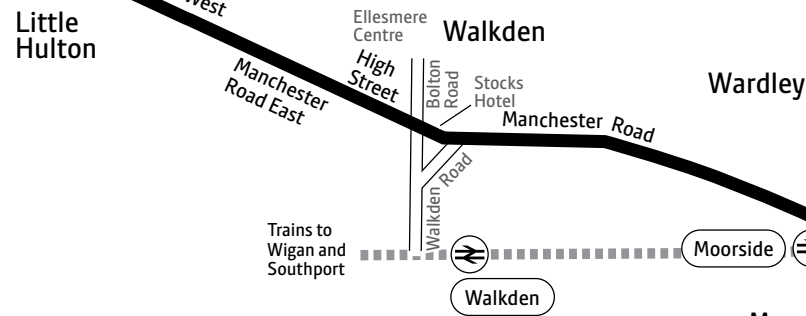 West
Little
Hulton
Ellesmere
Centre
Walkden
High
Street
Bolton
Road
Stocks
Hotel
Wardley
Manchester
Road East
Manchester Road
Walkden Road
Trains to
Wigan and
Southport
Moorside
Walkden